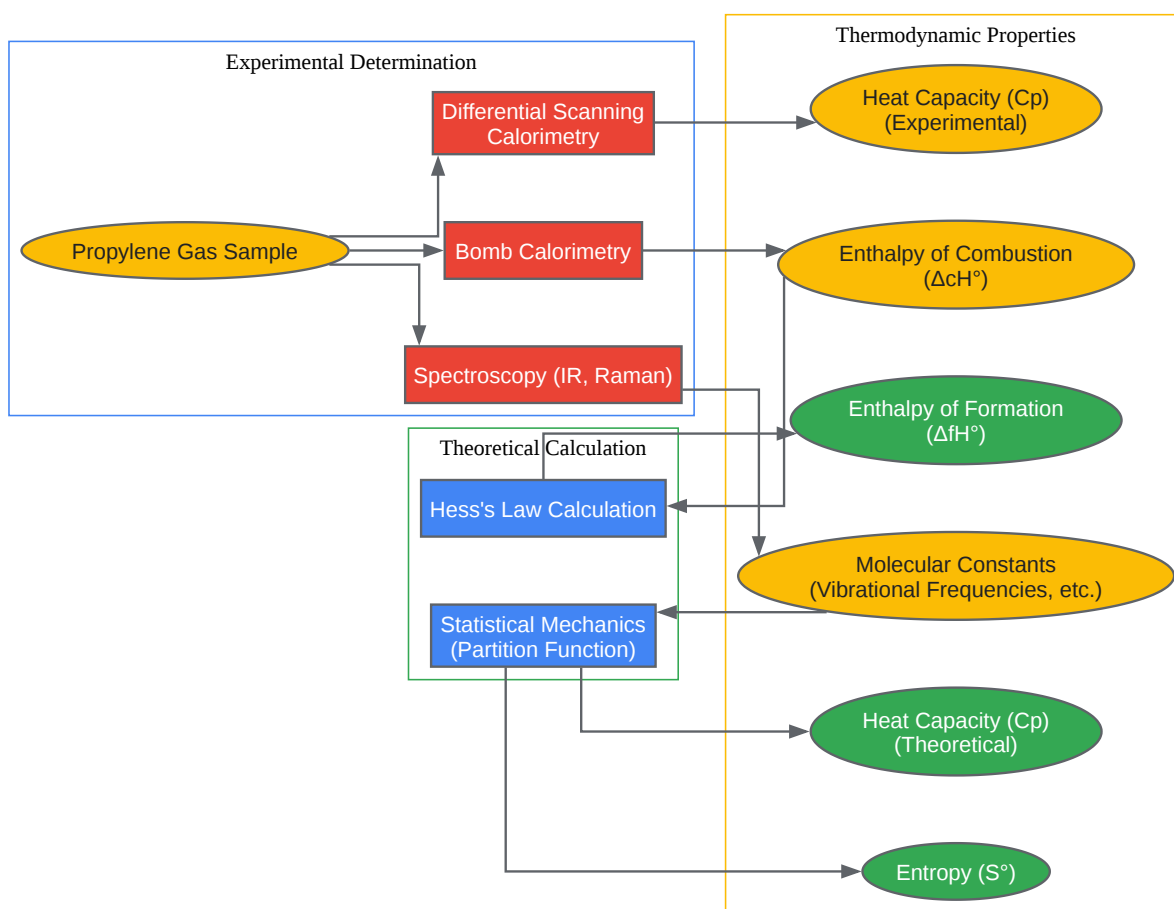 Thermodynamic Properties
Experimental Determination
Differential Scanning
Calorimetry
Heat Capacity (Cp)
(Experimental)
Propylene Gas Sample
Bomb Calorimetry
Enthalpy of Combustion
(ΔcH°)
Spectroscopy (IR, Raman)
Enthalpy of Formation
(ΔfH°)
Theoretical Calculation
Hess's Law Calculation
Molecular Constants
(Vibrational Frequencies, etc.)
Statistical Mechanics
(Partition Function)
Heat Capacity (Cp)
(Theoretical)
Entropy (S°)